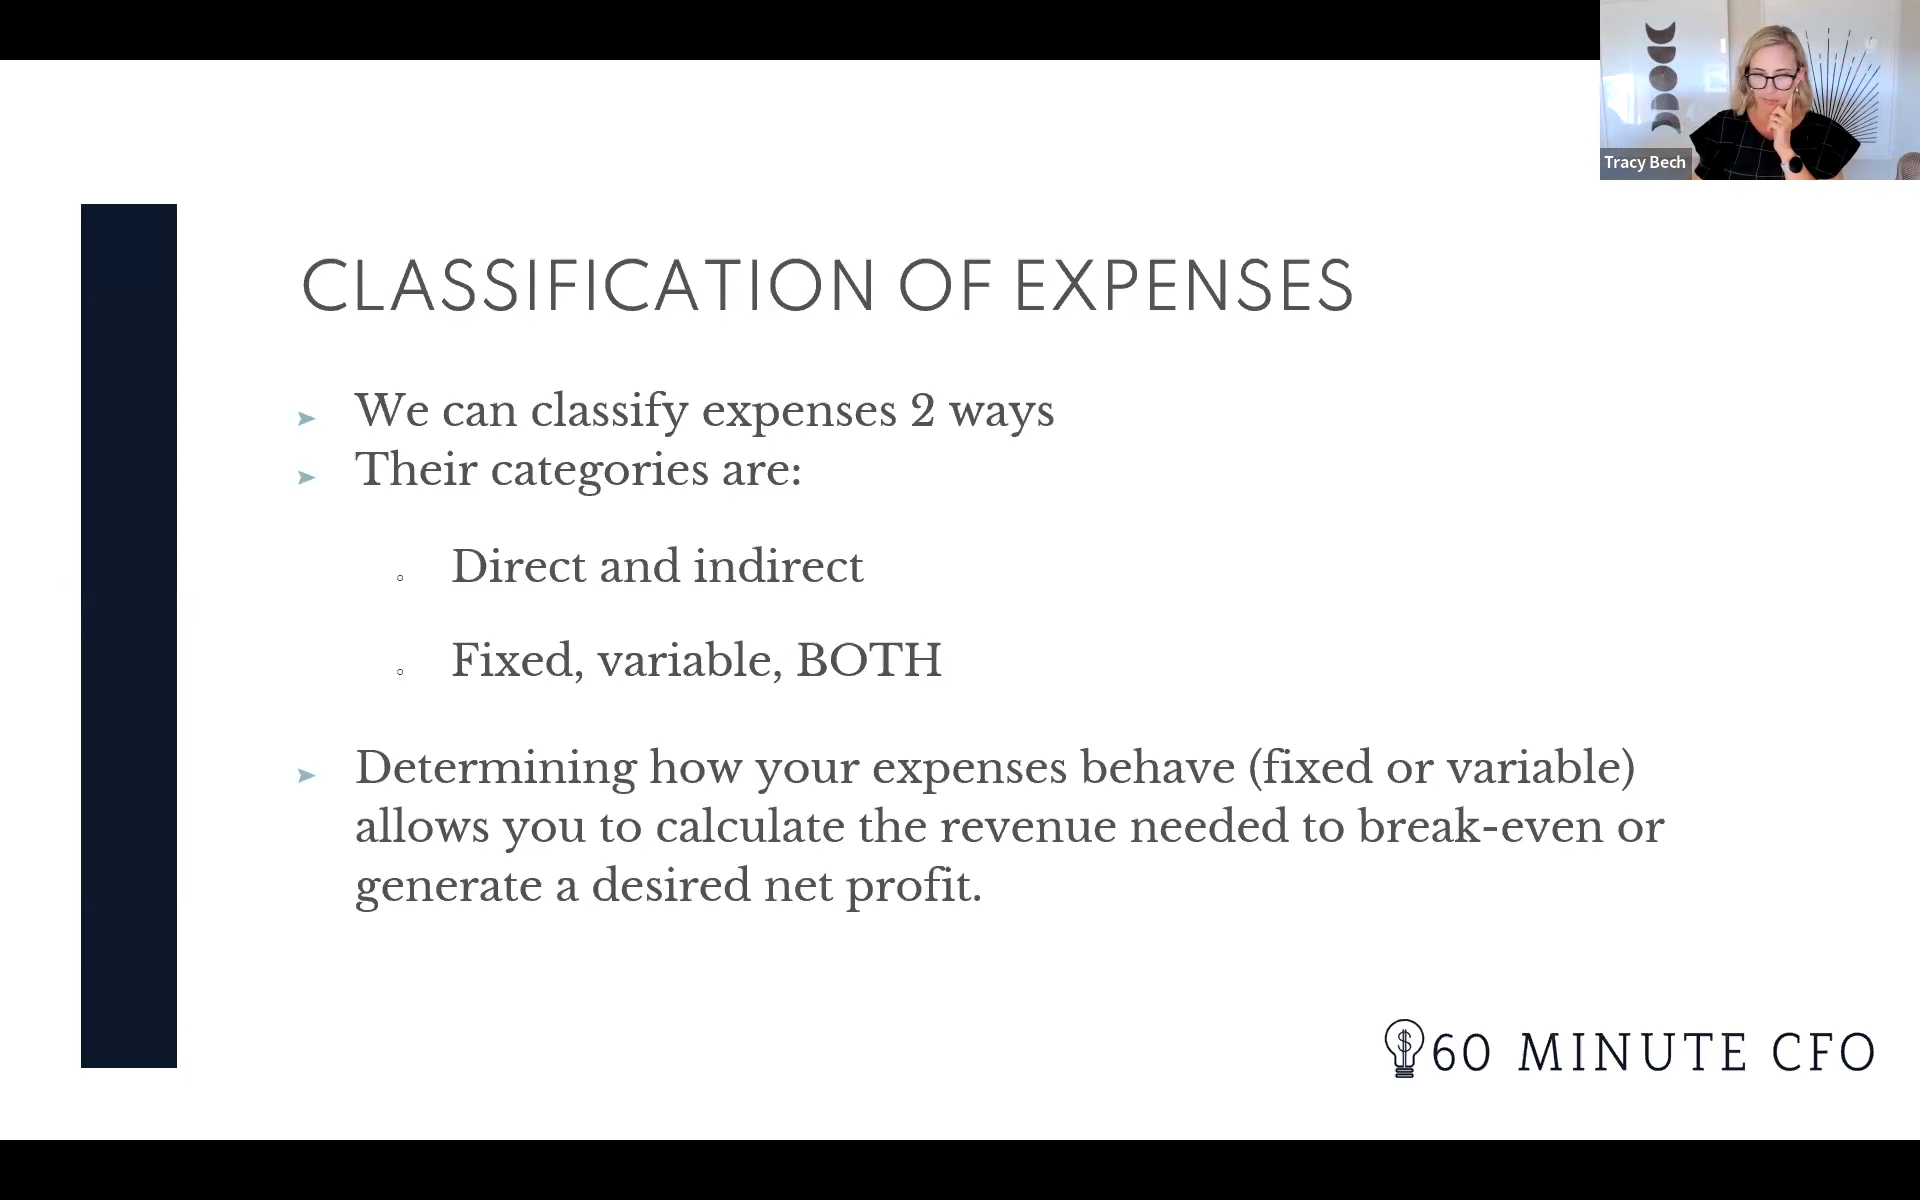 Tracy Bech
CLASSIFICATION OF EXPENSES
➤ We can classify expenses 2 ways
➤ Their categories are:
○ Direct and indirect
○ Fixed, variable, BOTH
➤ Determining how your expenses behave (fixed or variable)
allows you to calculate the revenue needed to break-even or
generate a desired net profit.
$ 60 MINUTE CFO